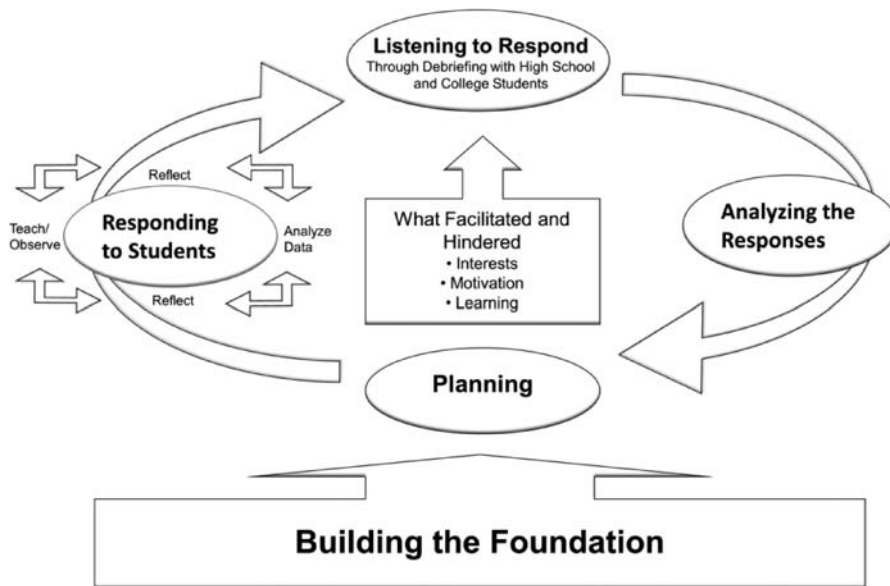 Listening to Respond
Through Debriefing with High School
and College Students
Reflect
Teach/
Observe
Responding
to Students
Analyze
Data
Reflect
What Facilitated and
Hindered
• Interests
• Motivation
• Learning
Analyzing the
Responses
Planning
Building the Foundation